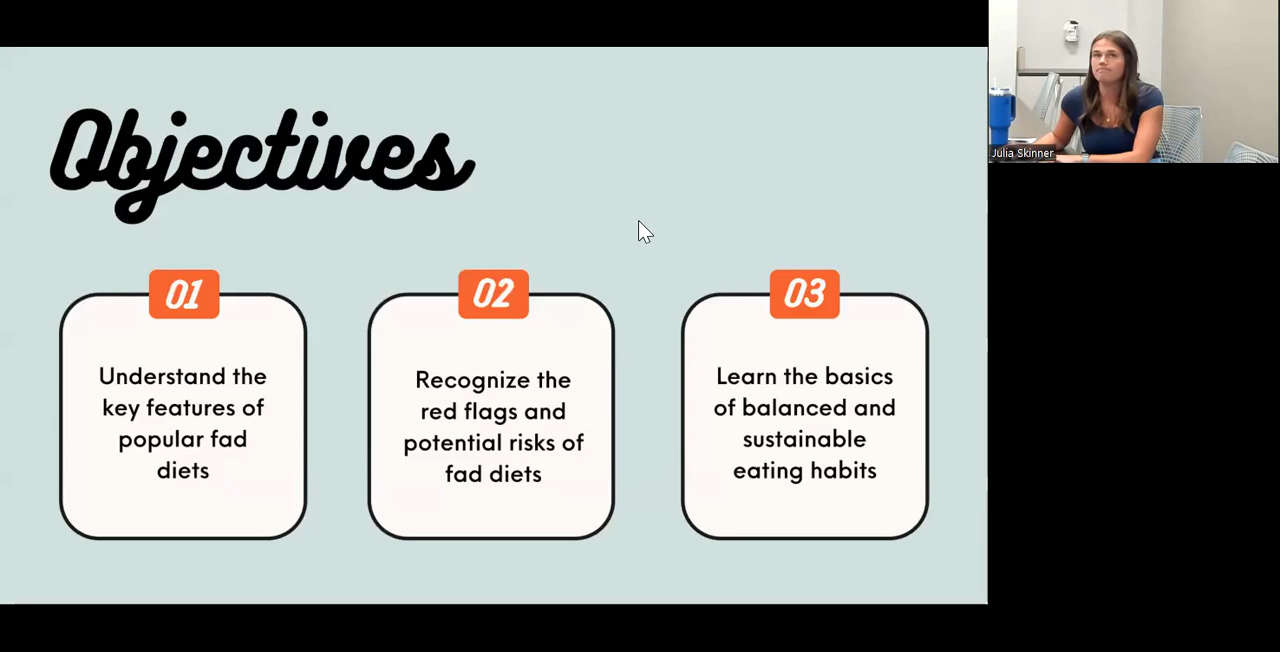 Objectives
01
Understand the
key features of
popular fad
diets
02
Recognize the
red flags and
potential risks of
fad diets
03
Learn the basics
of balanced and
sustainable
eating habits
Julia Skinner